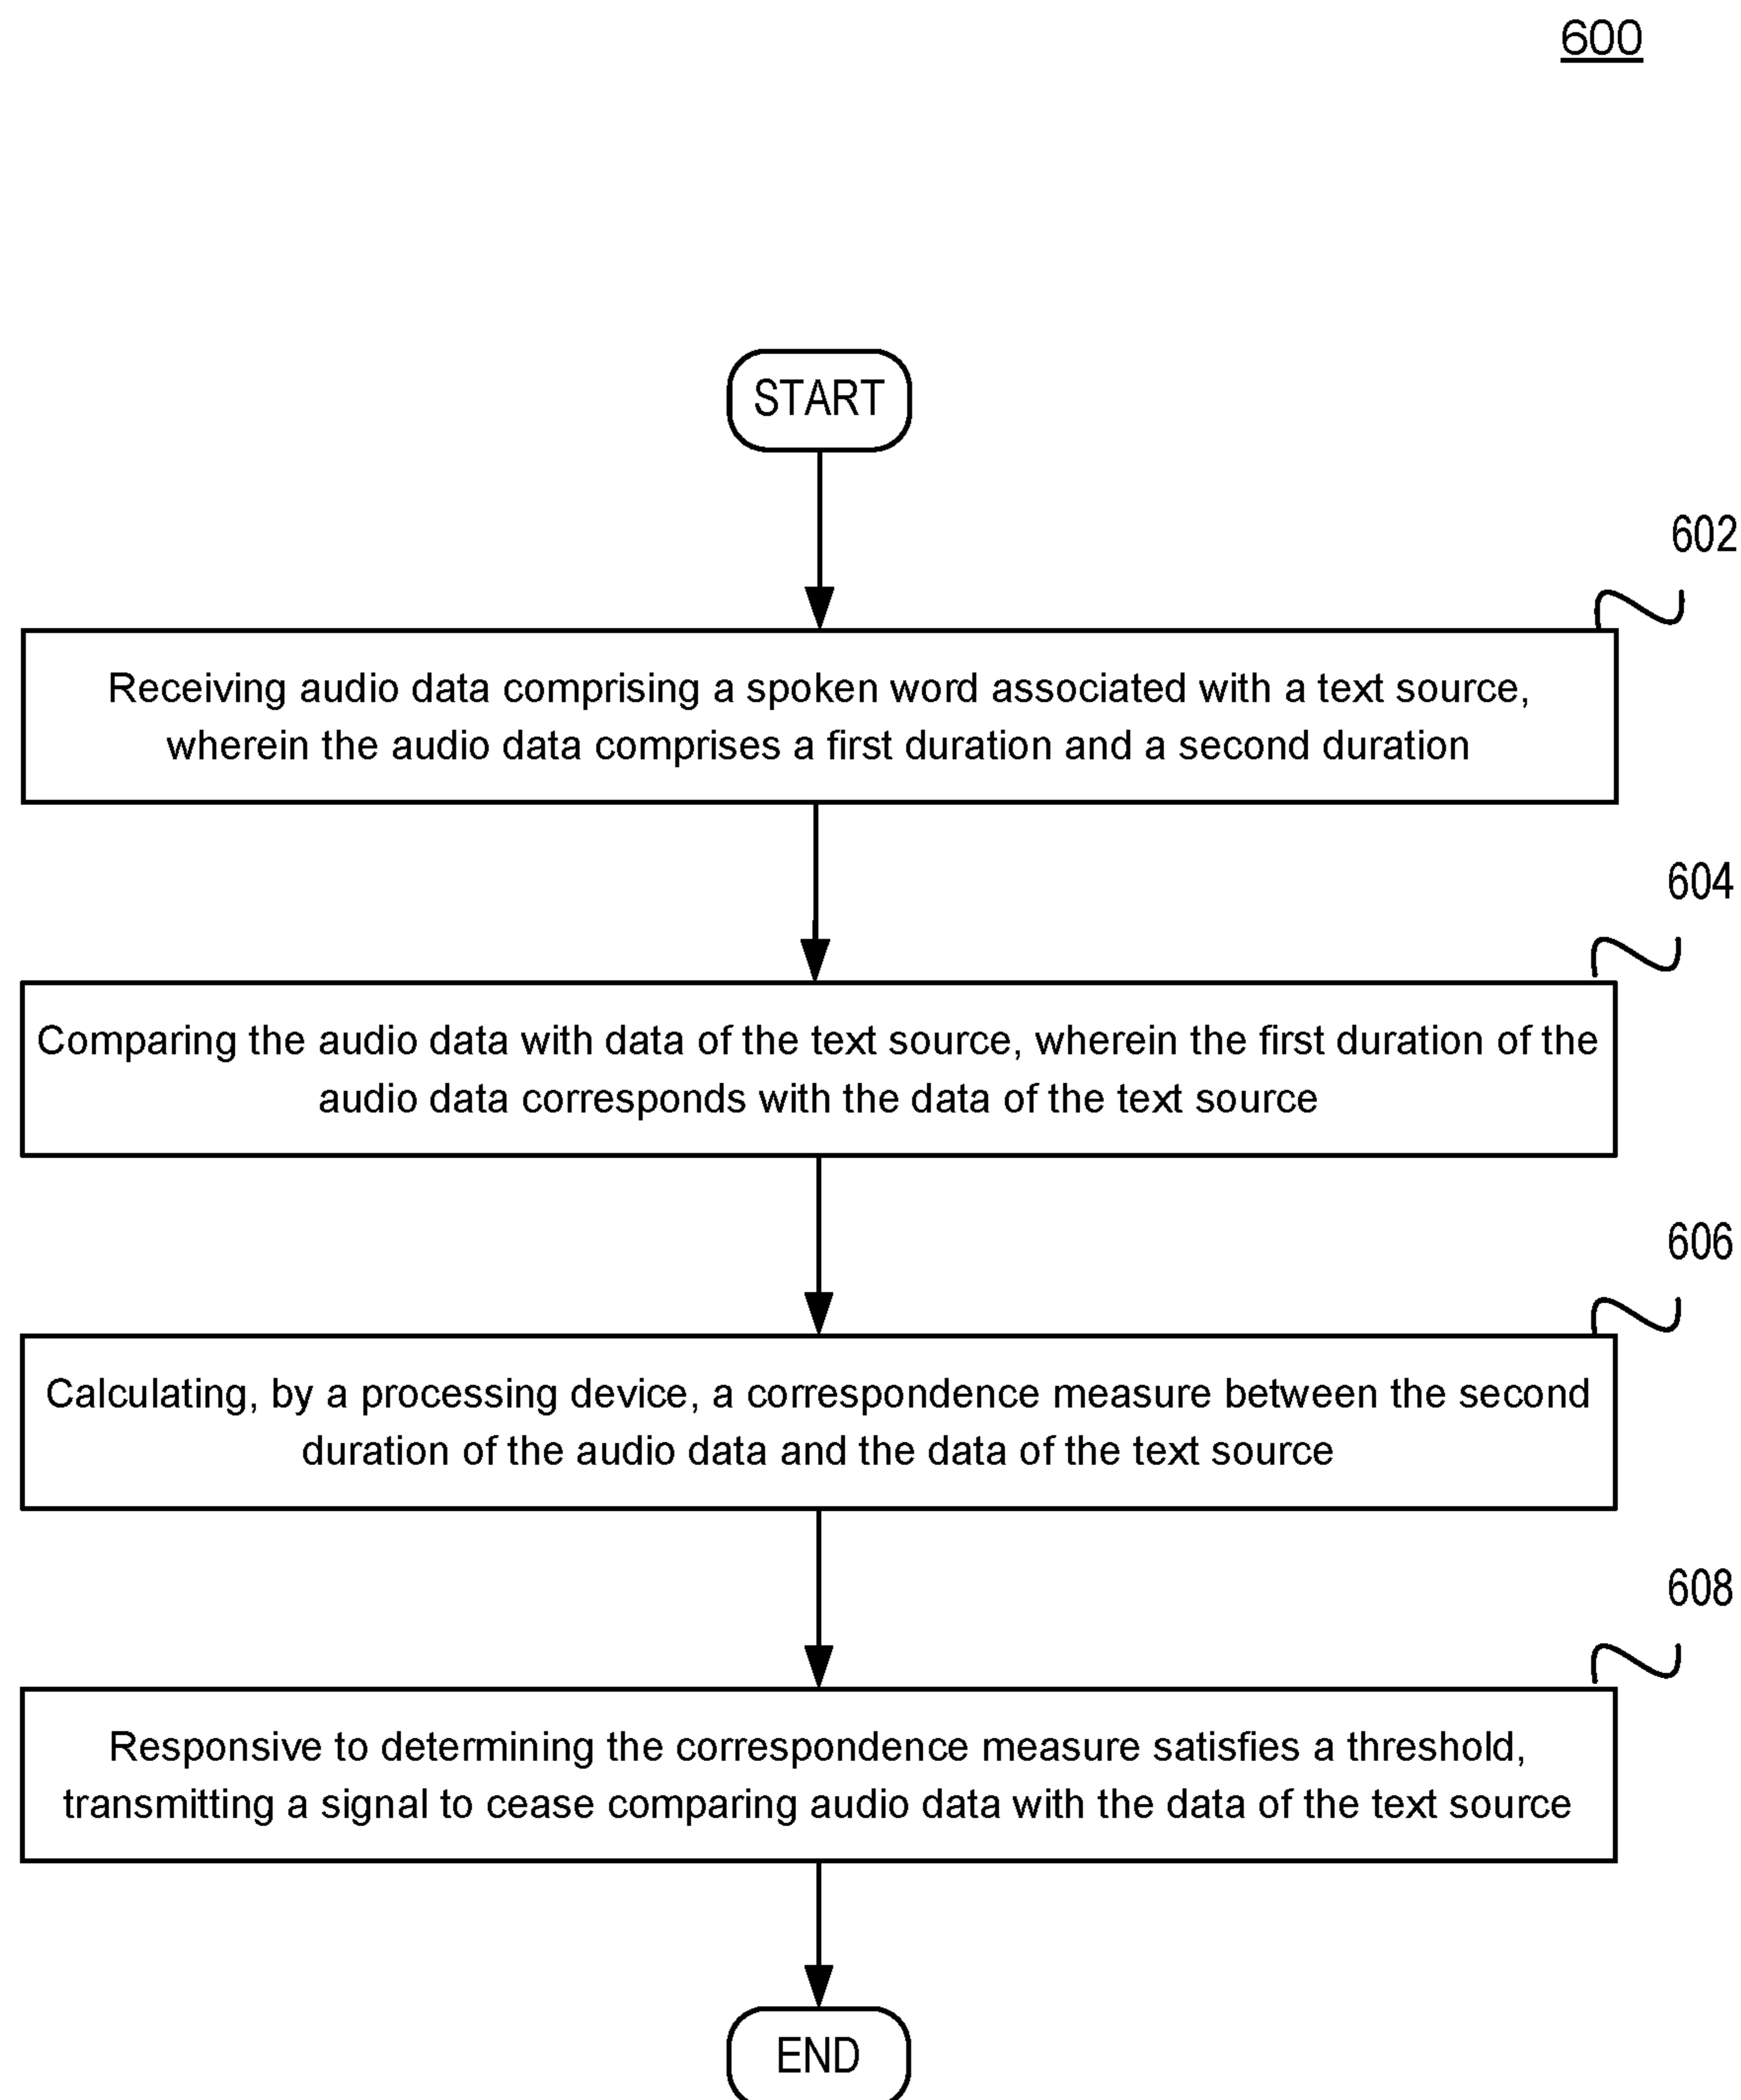 600
START
602
Receiving audio data comprising a spoken word associated with a text source,
wherein the audio data comprises a first duration and a second duration
604
Comparing the audio data with data of the text source, wherein the first duration of the
audio data corresponds with the data of the text source
606
Calculating, by a processing device, a correspondence measure between the second
duration of the audio data and the data of the text source
608
Responsive to determining the correspondence measure satisfies a threshold,
transmitting a signal to cease comparing audio data with the data of the text source
END